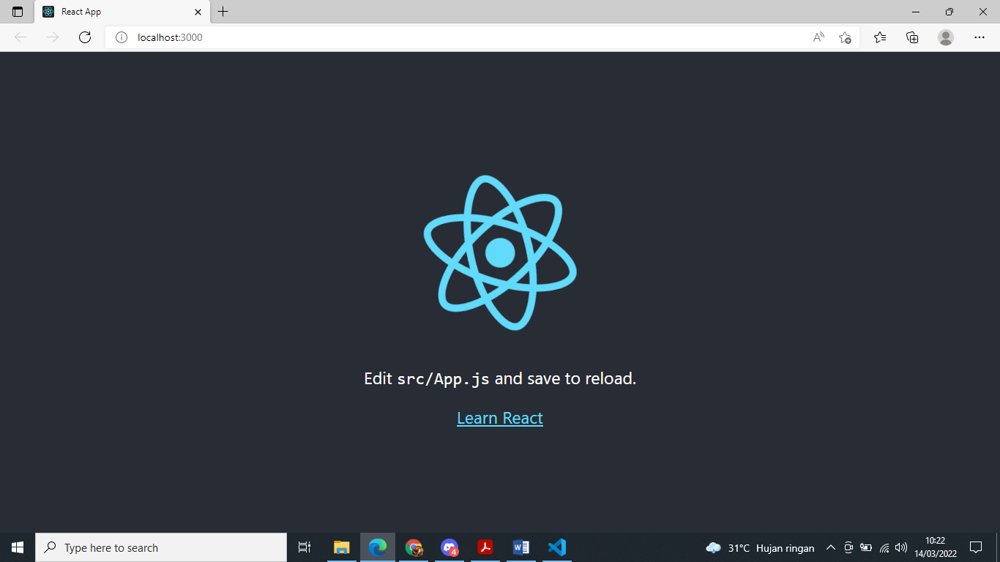 React App
localhost:3000
Edit src/App.js and save to reload.
Learn React
Type here to search
4
31°C Hujan ringan
10:22
14/03/2022